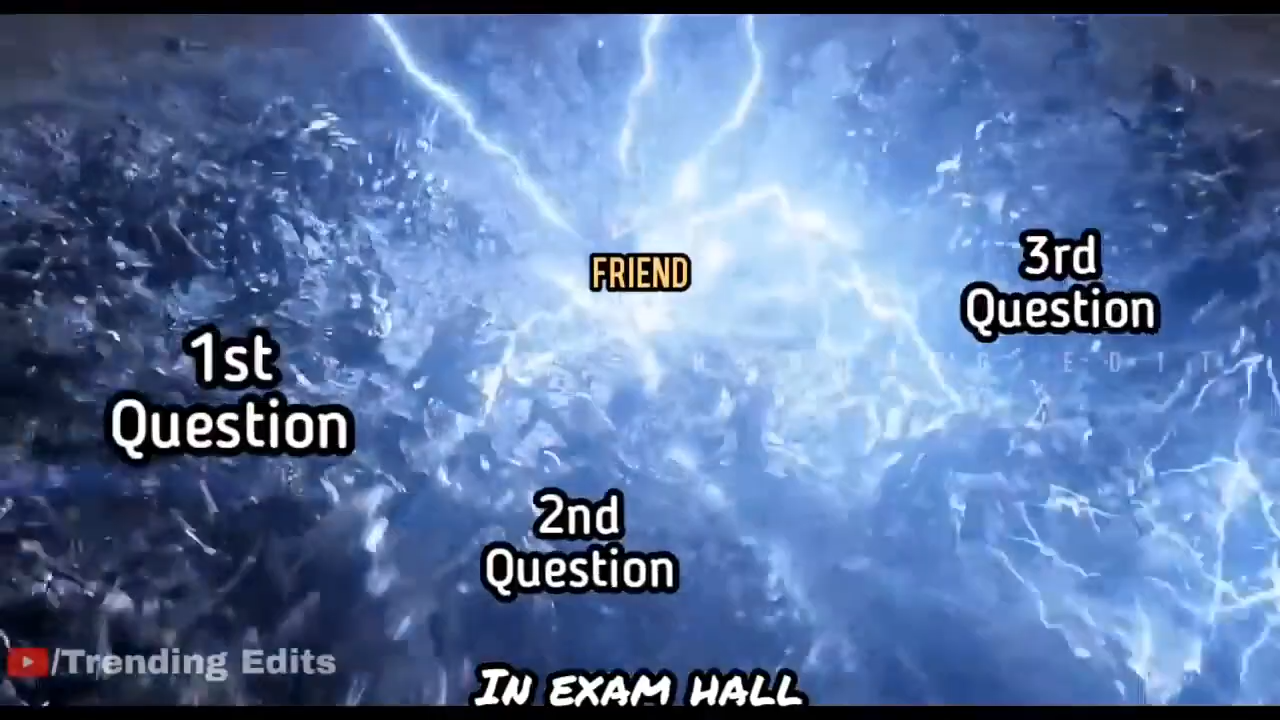 FRIEND
3rd
Question
1st
Question
2nd
Question
/Trending Edits
In exam hall